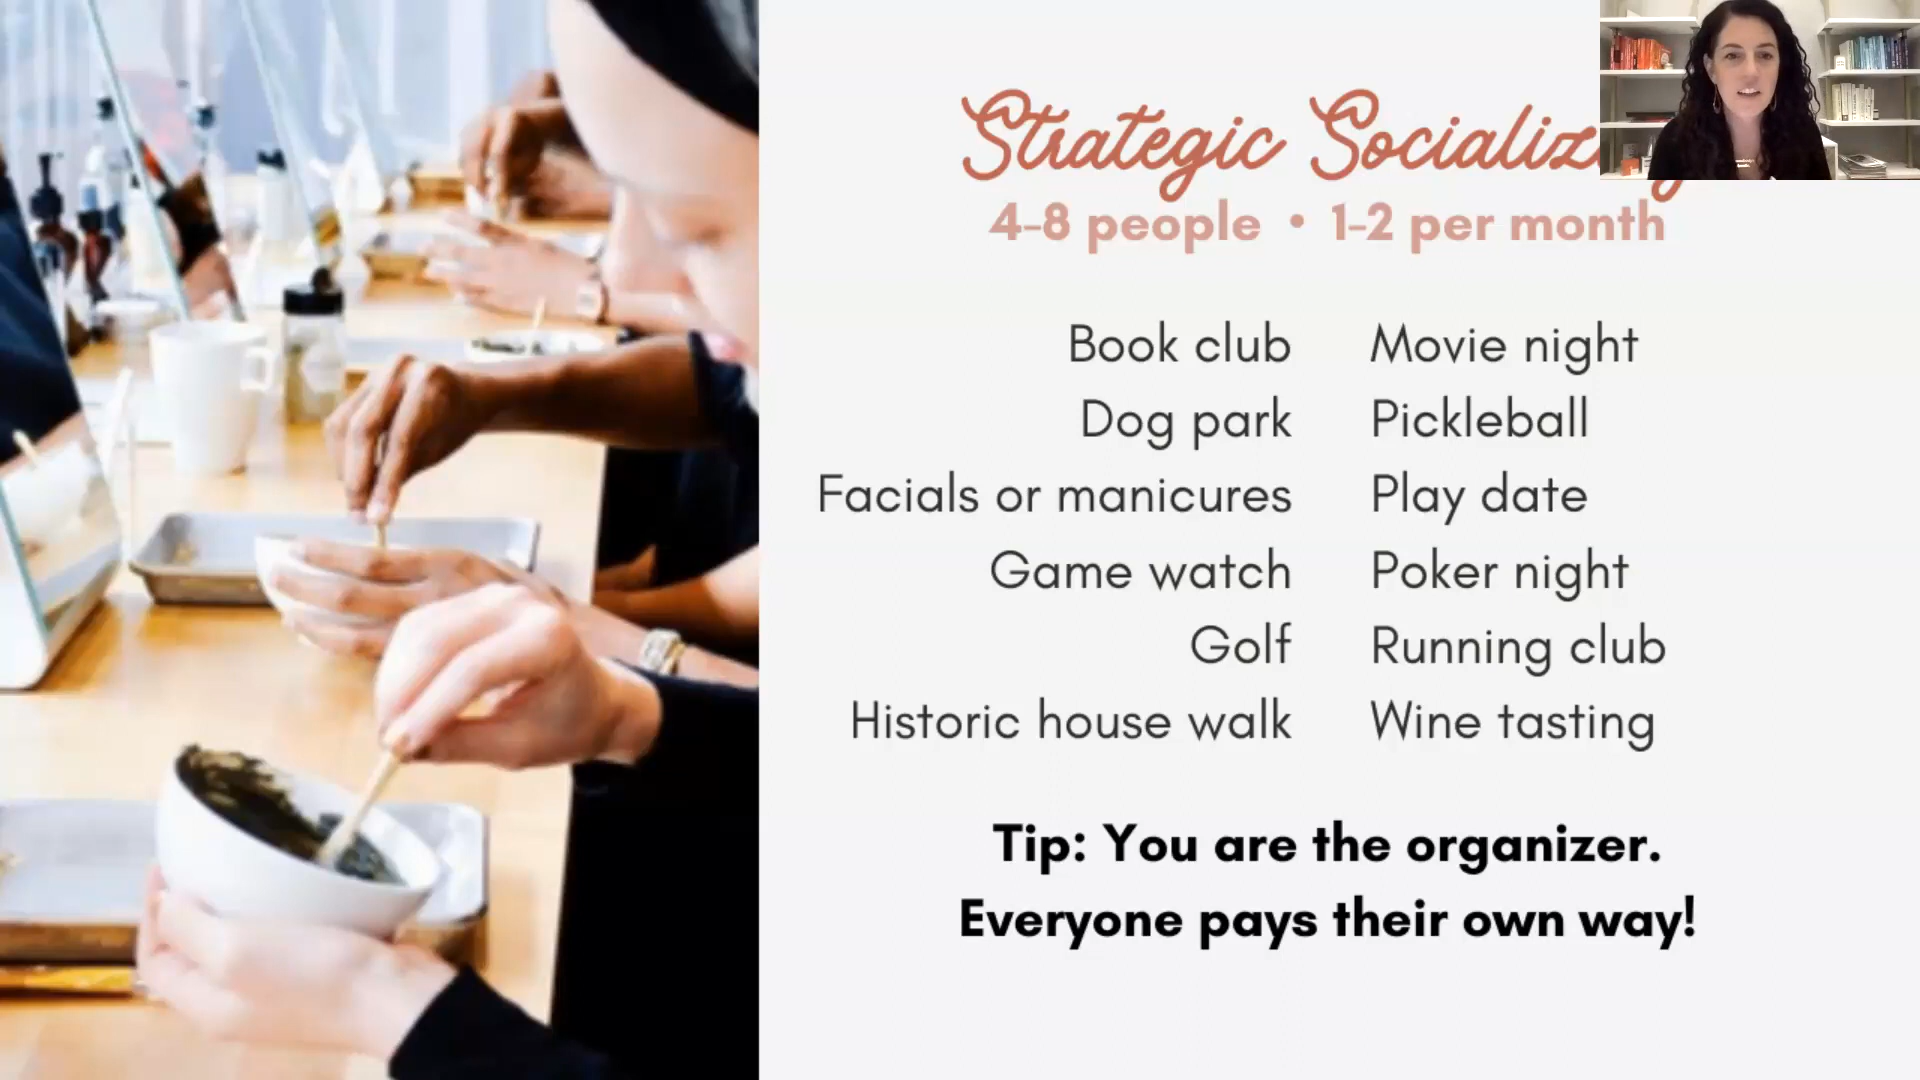 Strategic
4-8 people • 1-2 per month
Book club
Dog park
Facials or manicures
Game watch
Golf
Historic house walk
Movie night
Pickleball
Play date
Poker night
Running club
Wine tasting
Tip: You are the organizer.
Everyone pays their own way!